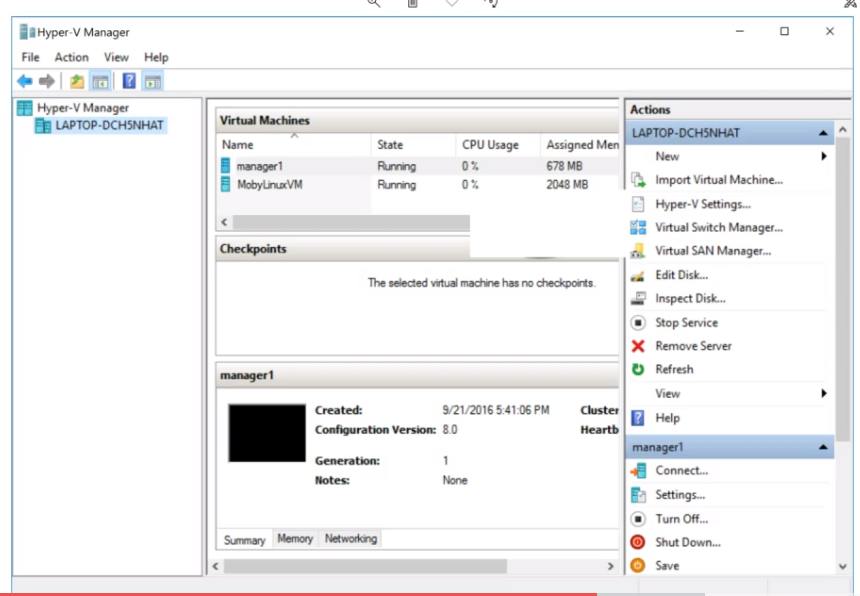 Hyper-V Manager
File Action View Help
Hyper-V Manager
LAPTOP-DCH5NHAT
Virtual Machines
Name State CPU Usage Assigned Mem
manager1 Running 0 % 678 MB
MobyLinuxVM Running 0 % 2048 MB
Checkpoints
The selected virtual machine has no checkpoints.
manager1
Created: 9/21/2016 5:41:06 PM Cluster
Configuration Version: 8.0 Heartb
Generation: 1
Notes: None
Summary Memory Networking
Actions
LAPTOP-DCH5NHAT
New
Import Virtual Machine...
Hyper-V Settings...
Virtual Switch Manager...
Virtual SAN Manager...
Edit Disk...
Inspect Disk...
Stop Service
Remove Server
Refresh
View
Help
manager1
Connect...
Settings...
Turn Off...
Shut Down...
Save